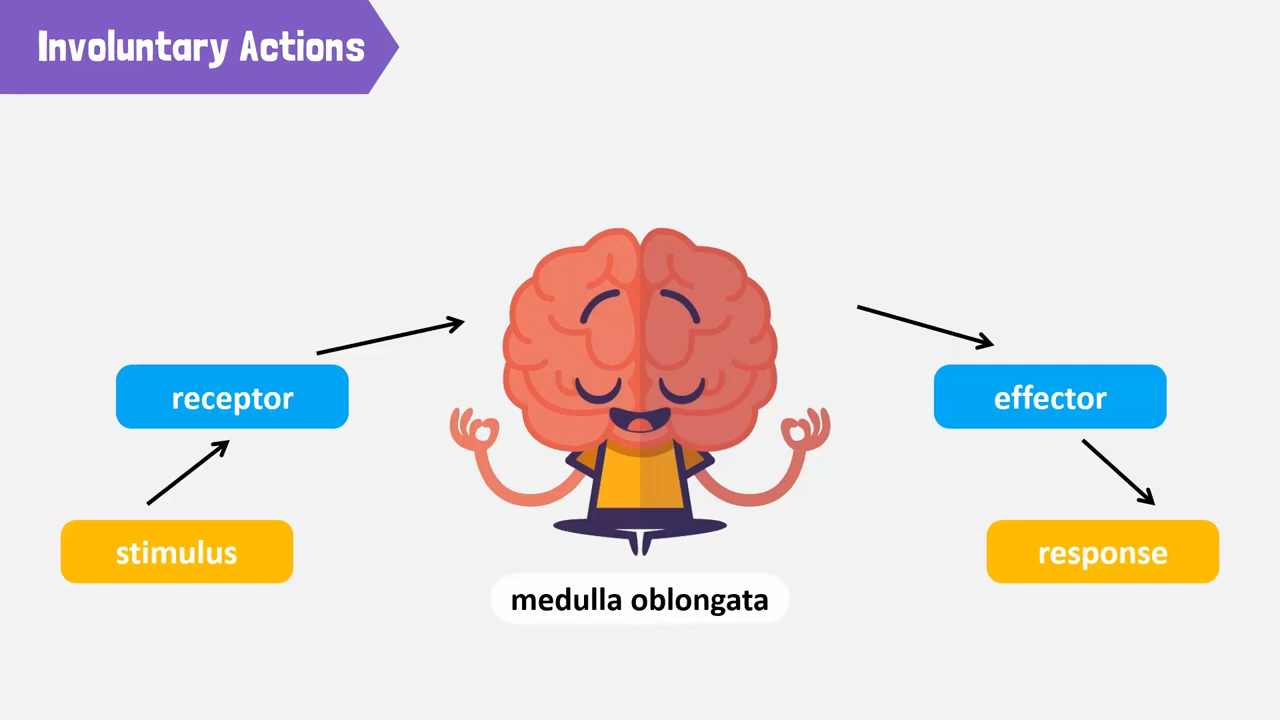 Involuntary Actions
receptor
effector
stimulus
response
medulla oblongata